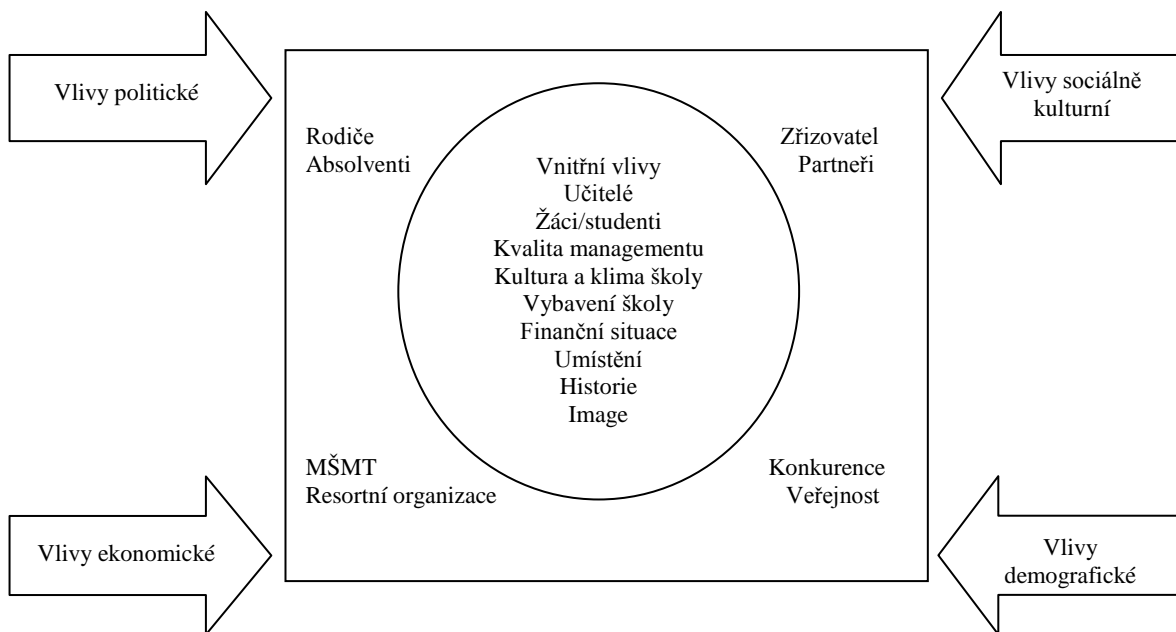 Vlivy politické
Vlivy sociálně
kulturní
Rodiče
Absolventi
Zřizovatel
Partneři
Vnitřní vlivy
Učitelé
Žáci/studenti
Kvalita managementu
Kultura a klima školy
Vybavení školy
Finanční situace
Umístění
Historie
Image
MŠMT
Resortní organizace
Konkurence
Veřejnost
Vlivy ekonomické
Vlivy
demografické